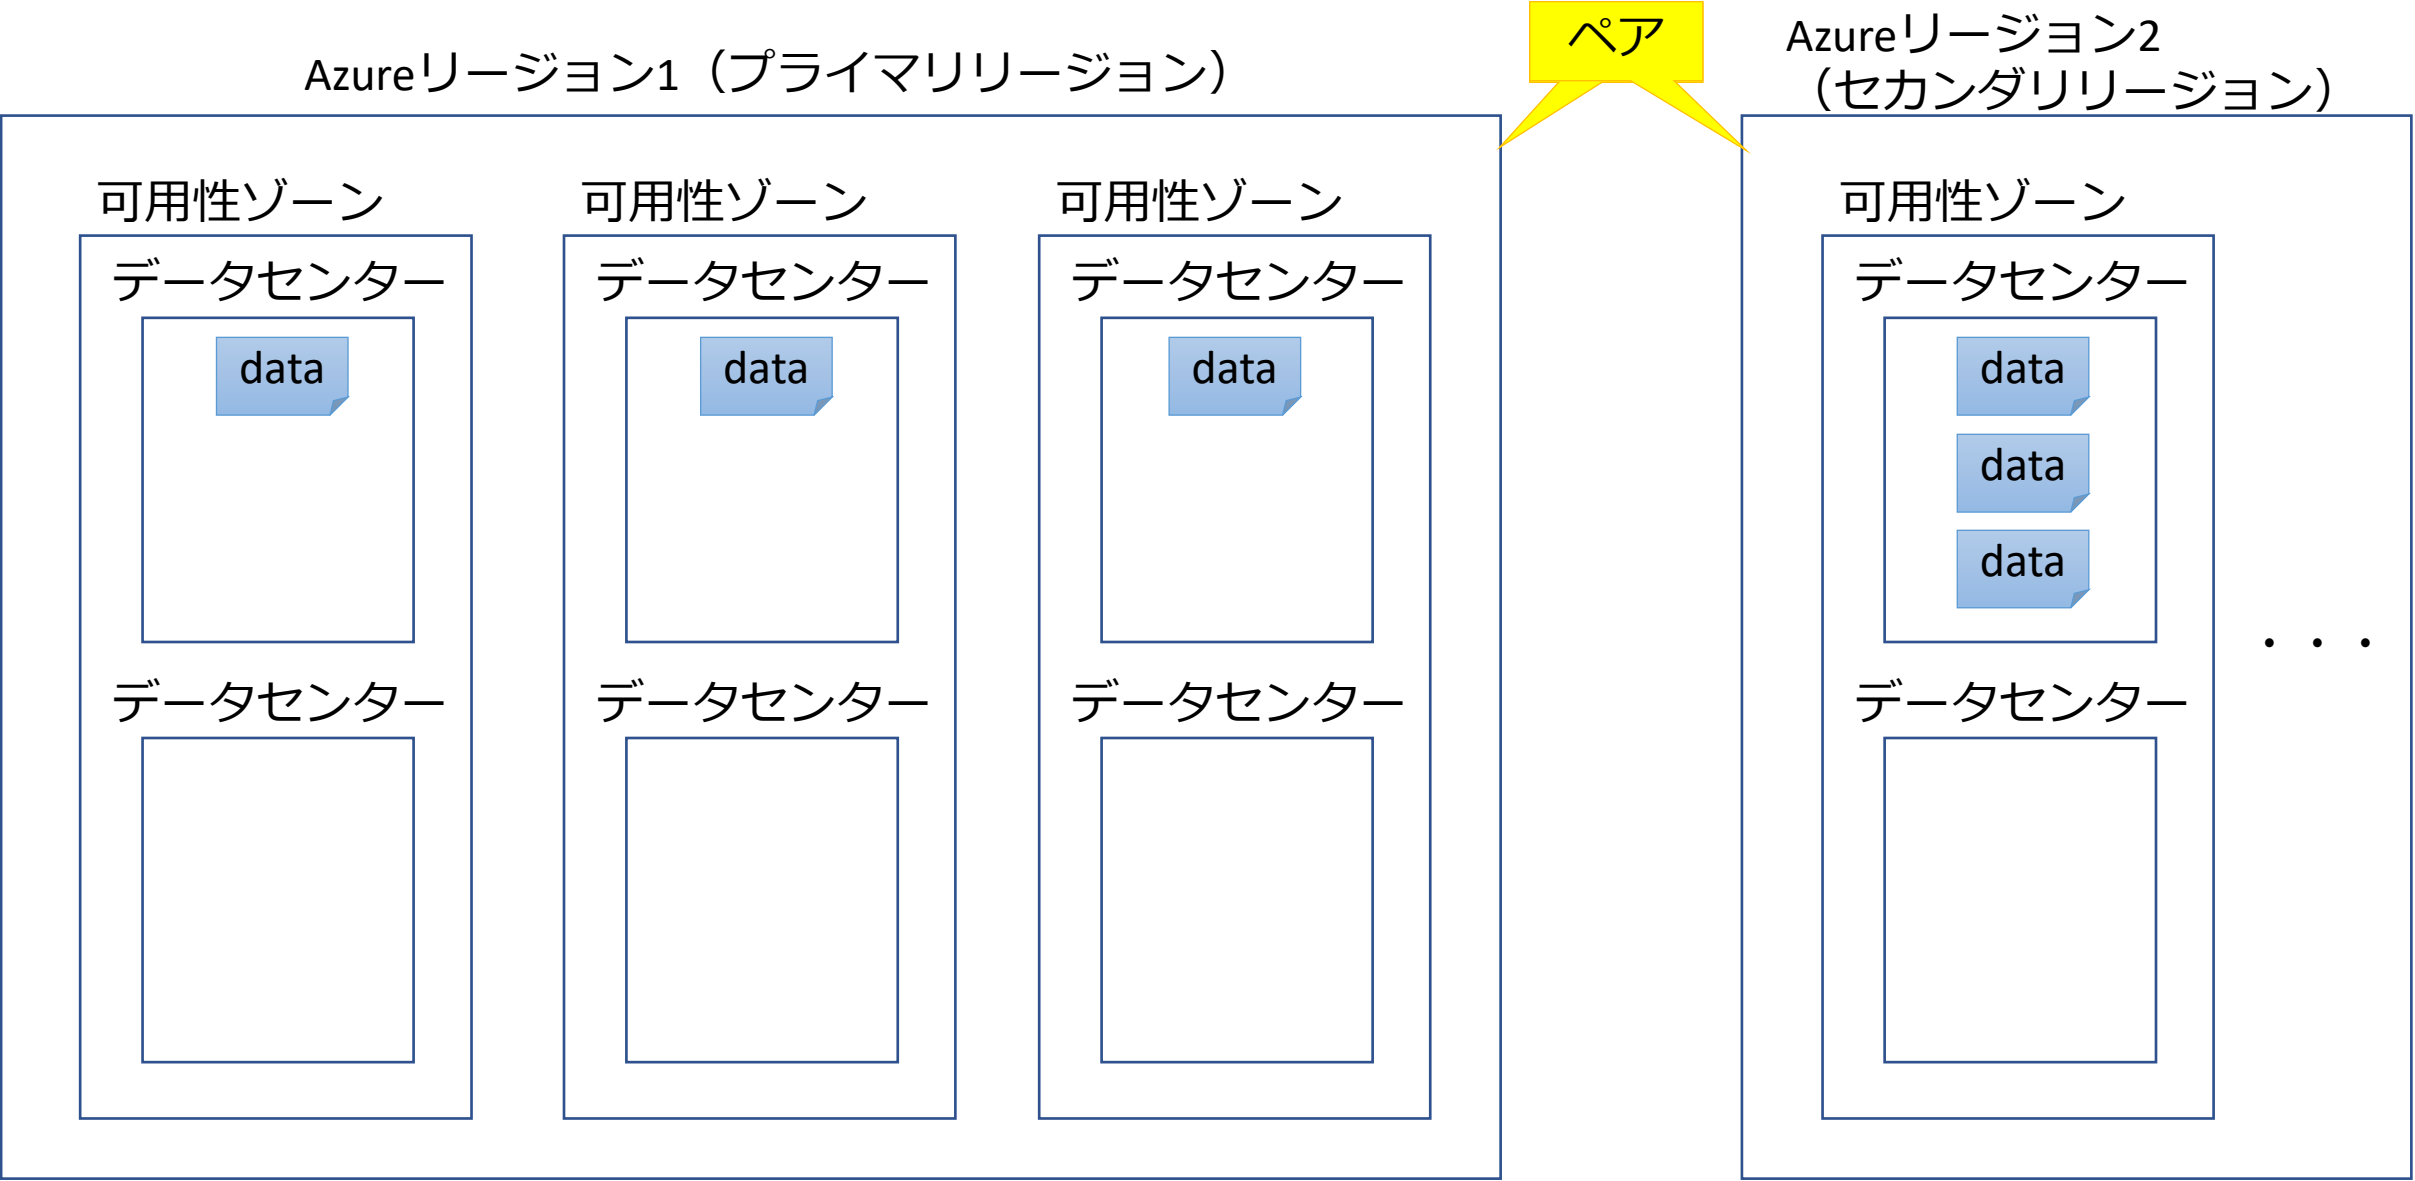 Azureリージョン1（プライマリリージョン）
ペア
Azureリージョン2
（セカンダリリージョン）
可用性ゾーン
可用性ゾーン
可用性ゾーン
可用性ゾーン
データセンター
データセンター
データセンター
データセンター
data
data
data
data
data
data
・・・
データセンター
データセンター
データセンター
データセンター